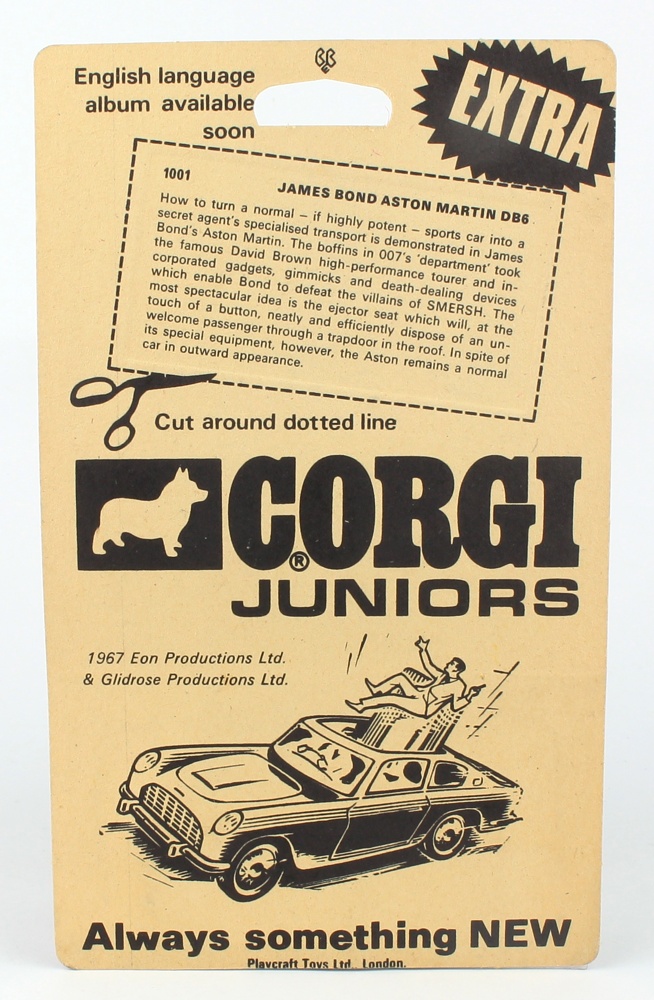 English language
album available
soon
EXTRA
1001
JAMES BOND ASTON MARTIN DB6
How to turn a normal – if highly potent – sports car into a
secret agent's specialised transport is demonstrated in James
Bond's Aston Martin. The boffins in 007's 'department' took
the famous David Brown high-performance tourer and in-
corporated gadgets, gimmicks and death-dealing devices
which enable Bond to defeat the villains of SMERSH. The
most spectacular idea is the ejector seat which will, at the
touch of a button, neatly and efficiently dispose of an un-
welcome passenger through a trapdoor in the roof. In spite of
its special equipment, however, the Aston remains a normal
car in outward appearance.
Cut around dotted line
CORGI
®
JUNIORS
1967 Eon Productions Ltd.
& Glidrose Productions Ltd.
Always something NEW
Playcraft Toys Ltd., London.